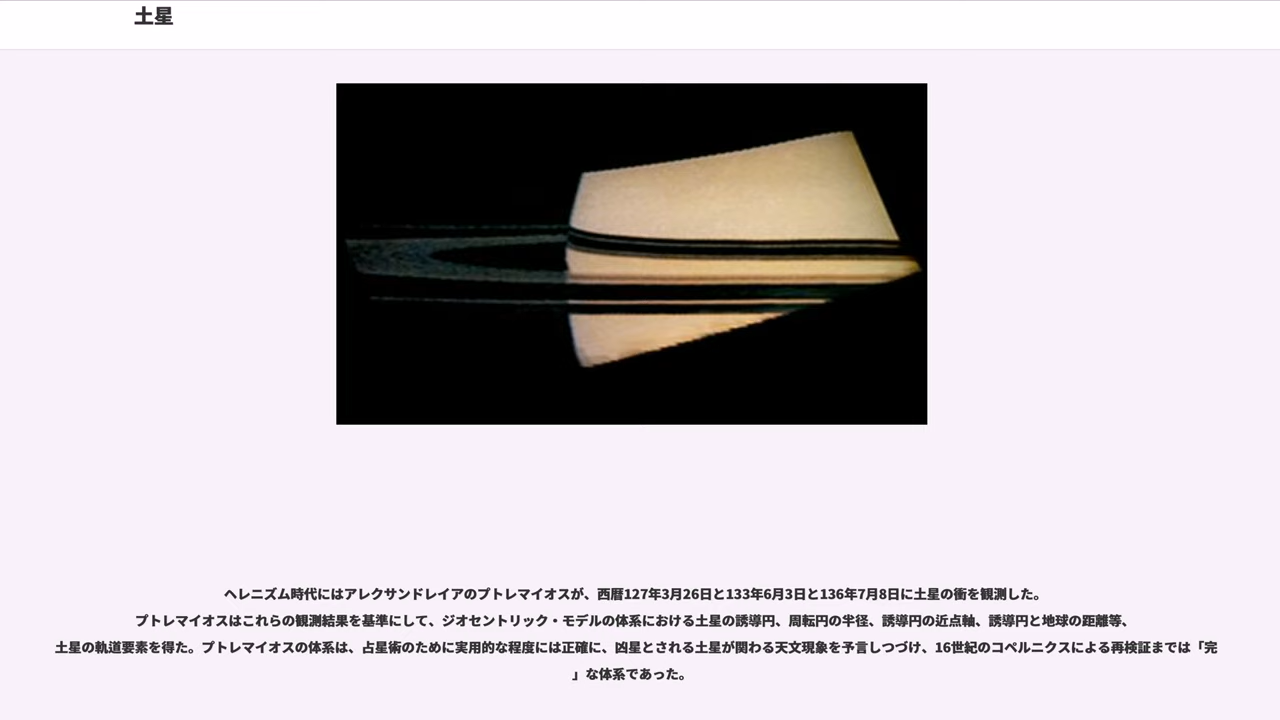 土星
ヘレニズム時代にはアレクサンドレイアのプトレマイオスが、西暦127年3月26日と133年6月3日と136年7月8日に土星の衝を観測した。
プトレマイオスはこれらの観測結果を基準にして、ジオセントリック・モデルの体系における土星の誘導円、周転円の半径、誘導円の近点軸、誘導円と地球の距離等、
土星の軌道要素を得た。プトレマイオスの体系は、占星術のために実用的な程度には正確に、凶星とされる土星が関わる天文現象を予言しつづけ、16世紀のコペルニクスによる再検証までは「完
」な体系であった。